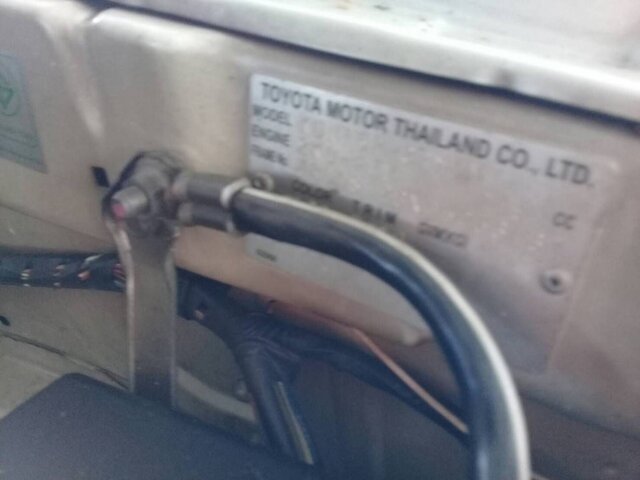 TOYOTA MOTOR THAILAND CO., LTD.
MODEL
ENGINE CC
FRAME No.
COLOR TRIM